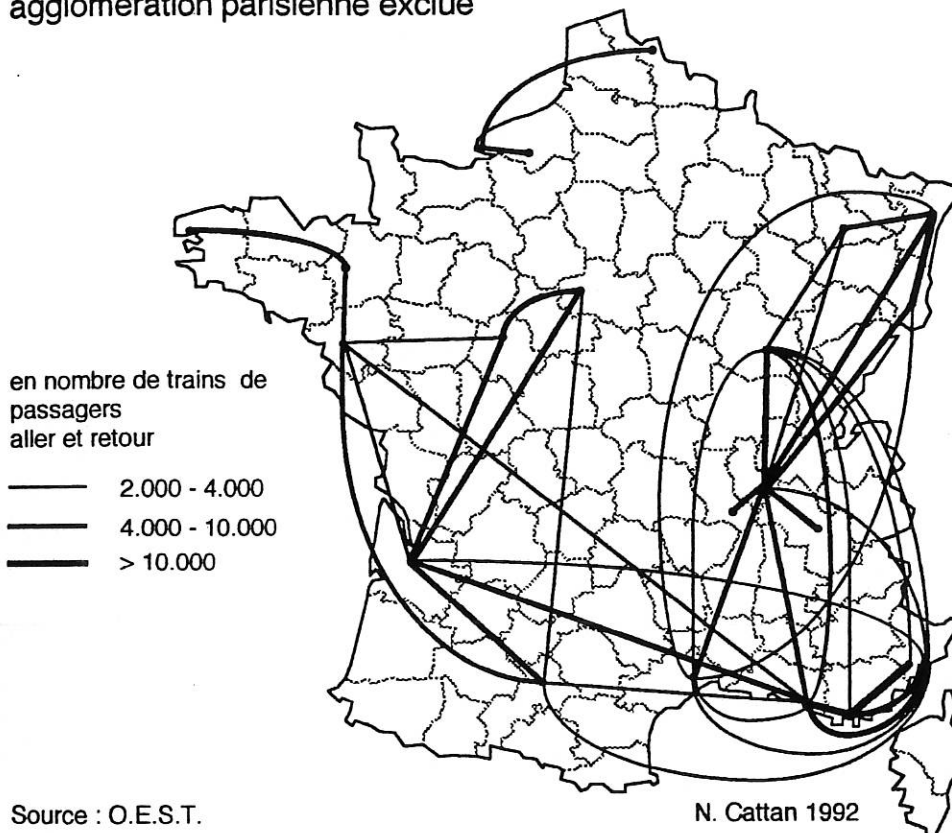 agglomération parisienne exclue
en nombre de trains de
passagers
aller et retour
2.000 - 4.000
4.000 - 10.000
> 10.000
Source : O.E.S.T.
N. Cattan 1992